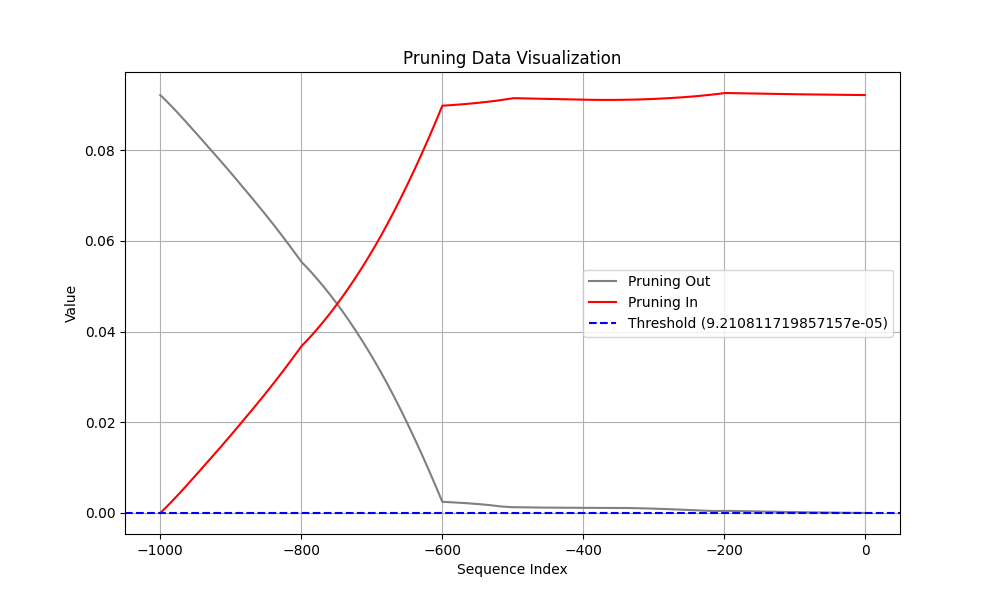 Pruning Data Visualization
Value
0.08
0.06
0.04
0.02
0.00
Pruning Out
Pruning In
Threshold (9.210811719857157e-05)
−1000
−800
−600
−400
−200
0
Sequence Index